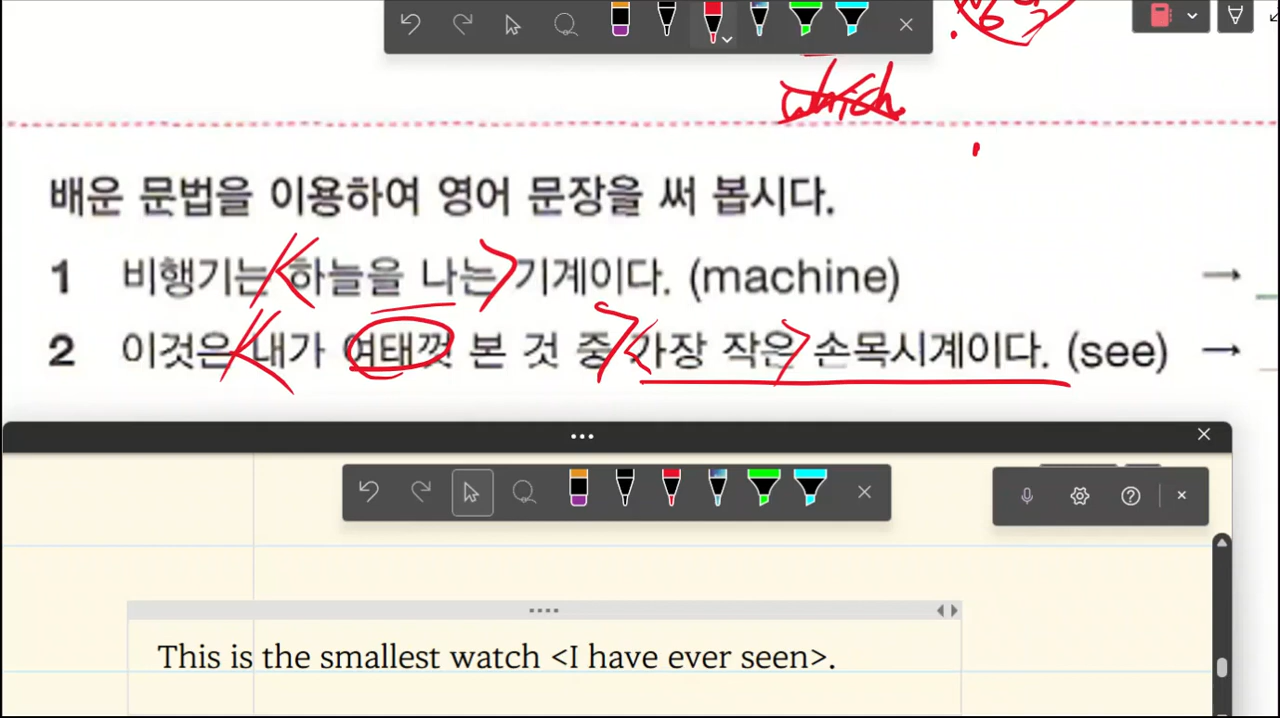 which
배운 문법을 이용하여 영어 문장을 써 봅시다.
1 비행기는 하늘을 나는 기계이다. (machine) →
2 이것은 내가 여태껏 본 것 중 가장 작은 손목시계이다. (see) →
This is the smallest watch <I have ever seen>.